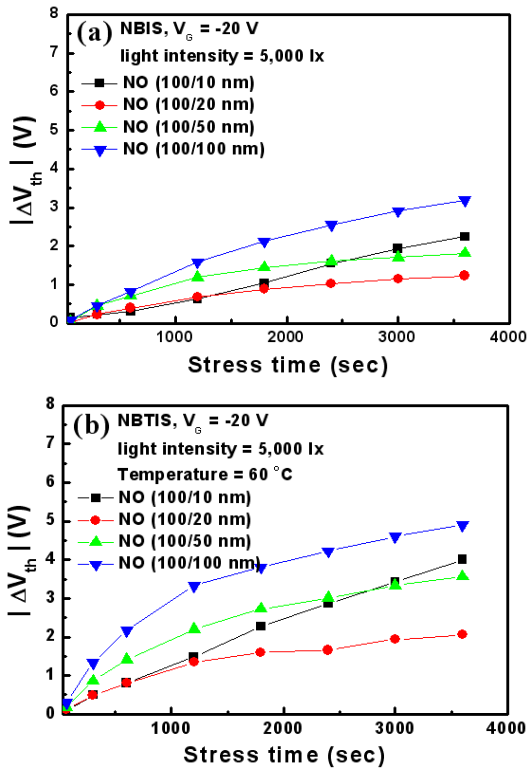 (a) NBIS, V_G = -20 V
light intensity = 5,000 lx
NO (100/10 nm)
NO (100/20 nm)
NO (100/50 nm)
NO (100/100 nm)
|ΔV_th| (V)
8
7
6
5
4
3
2
1
0
1000 2000 3000 4000
Stress time (sec)
(b) NBTIS, V_G = -20 V
light intensity = 5,000 lx
Temperature = 60 °C
NO (100/10 nm)
NO (100/20 nm)
NO (100/50 nm)
NO (100/100 nm)
|ΔV_th| (V)
8
7
6
5
4
3
2
1
0
1000 2000 3000 4000
Stress time (sec)